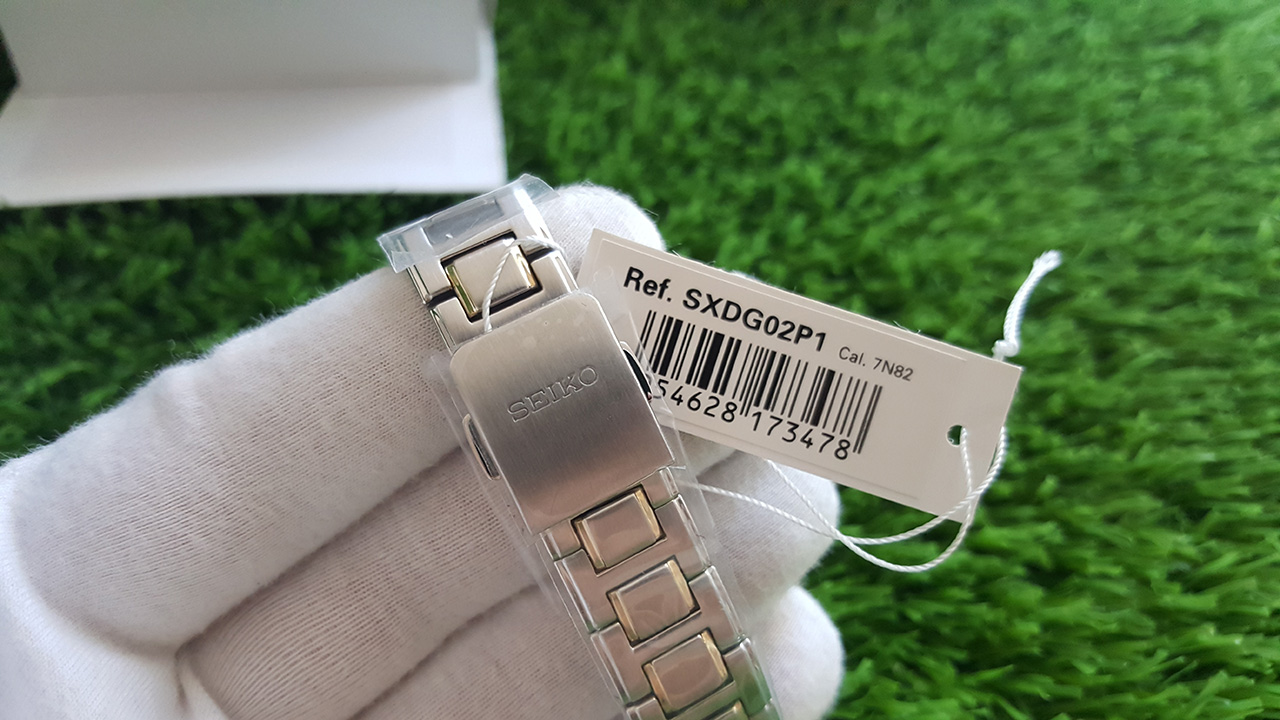 Ref. SXDG02P1 Cal. 7N82
54628 173478
SEIKO